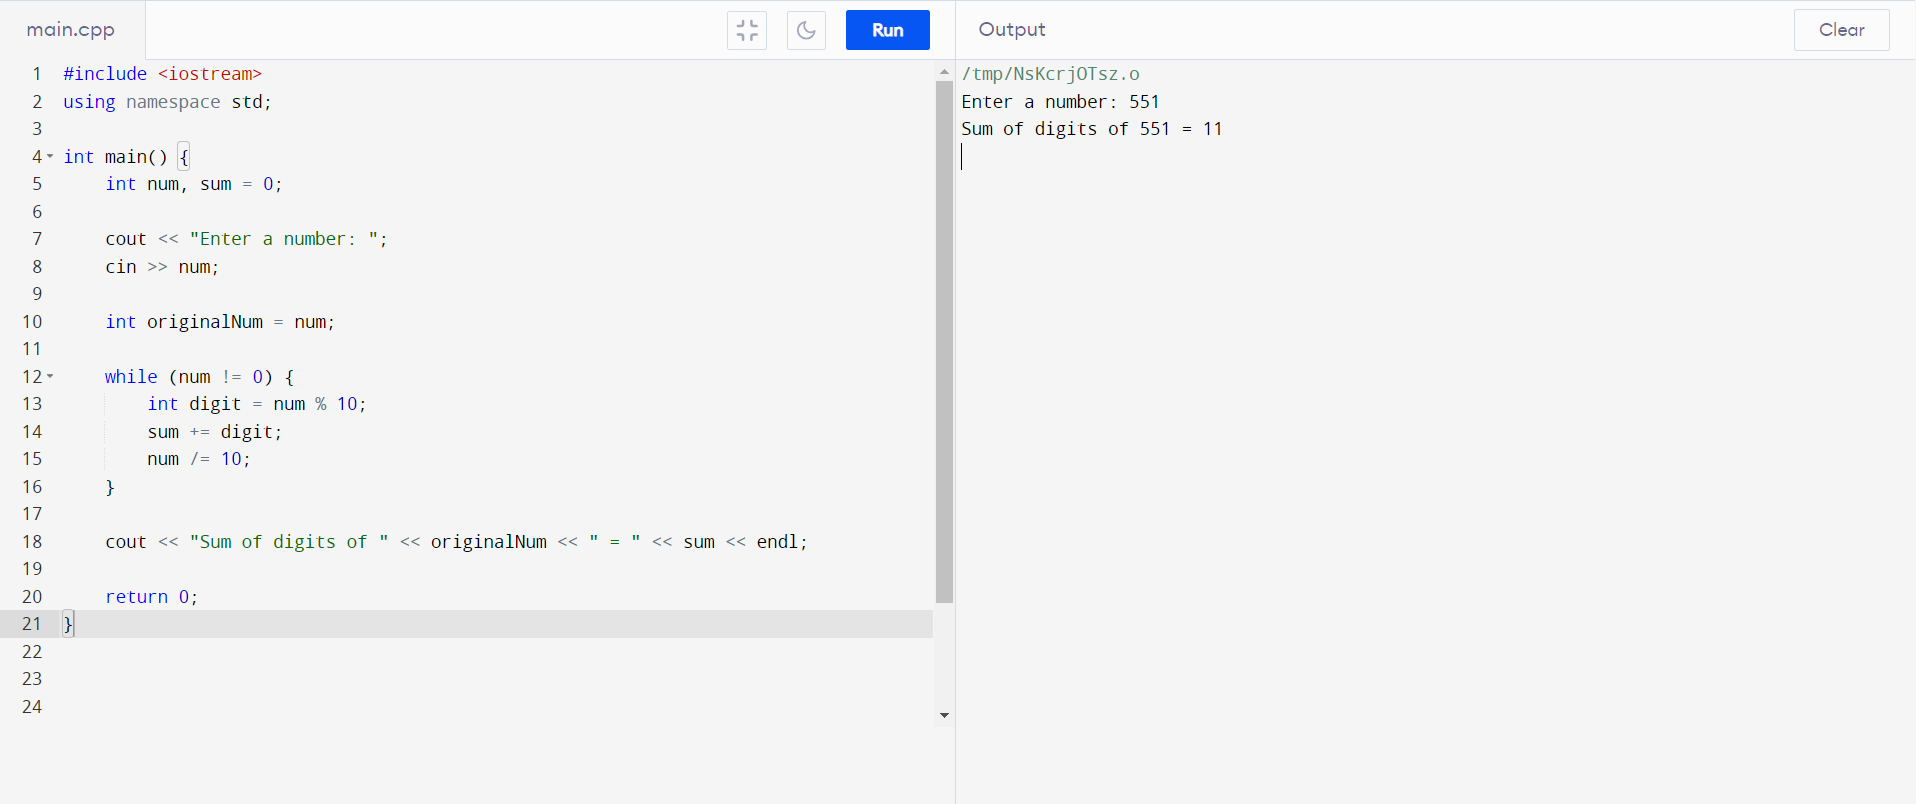 main.cpp
Run
1 #include <iostream>
2 using namespace std;
3
4 int main() {
5     int num, sum = 0;
6
7     cout << "Enter a number: ";
8     cin >> num;
9
10     int originalNum = num;
11
12     while (num != 0) {
13         int digit = num % 10;
14         sum += digit;
15         num /= 10;
16     }
17
18     cout << "Sum of digits of " << originalNum << " = " << sum << endl;
19
20     return 0;
21 }
22
23
24
Output
Clear
/tmp/NsKcrjOTsz.o
Enter a number: 551
Sum of digits of 551 = 11